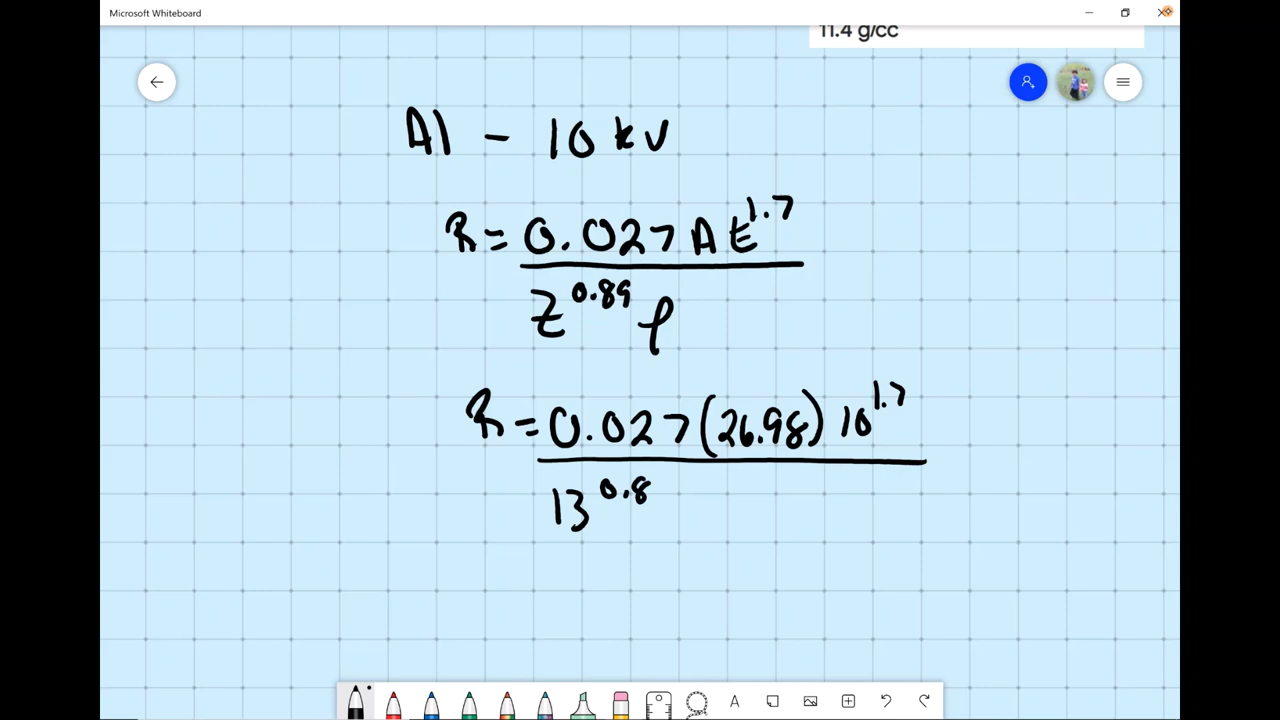 Microsoft Whiteboard
11.4 g/cc
Al - 10 kv
R = 0.027 A E^1.7
Z^0.89 ρ
R = 0.027 (26.98) 10^1.7
13^0.8
A